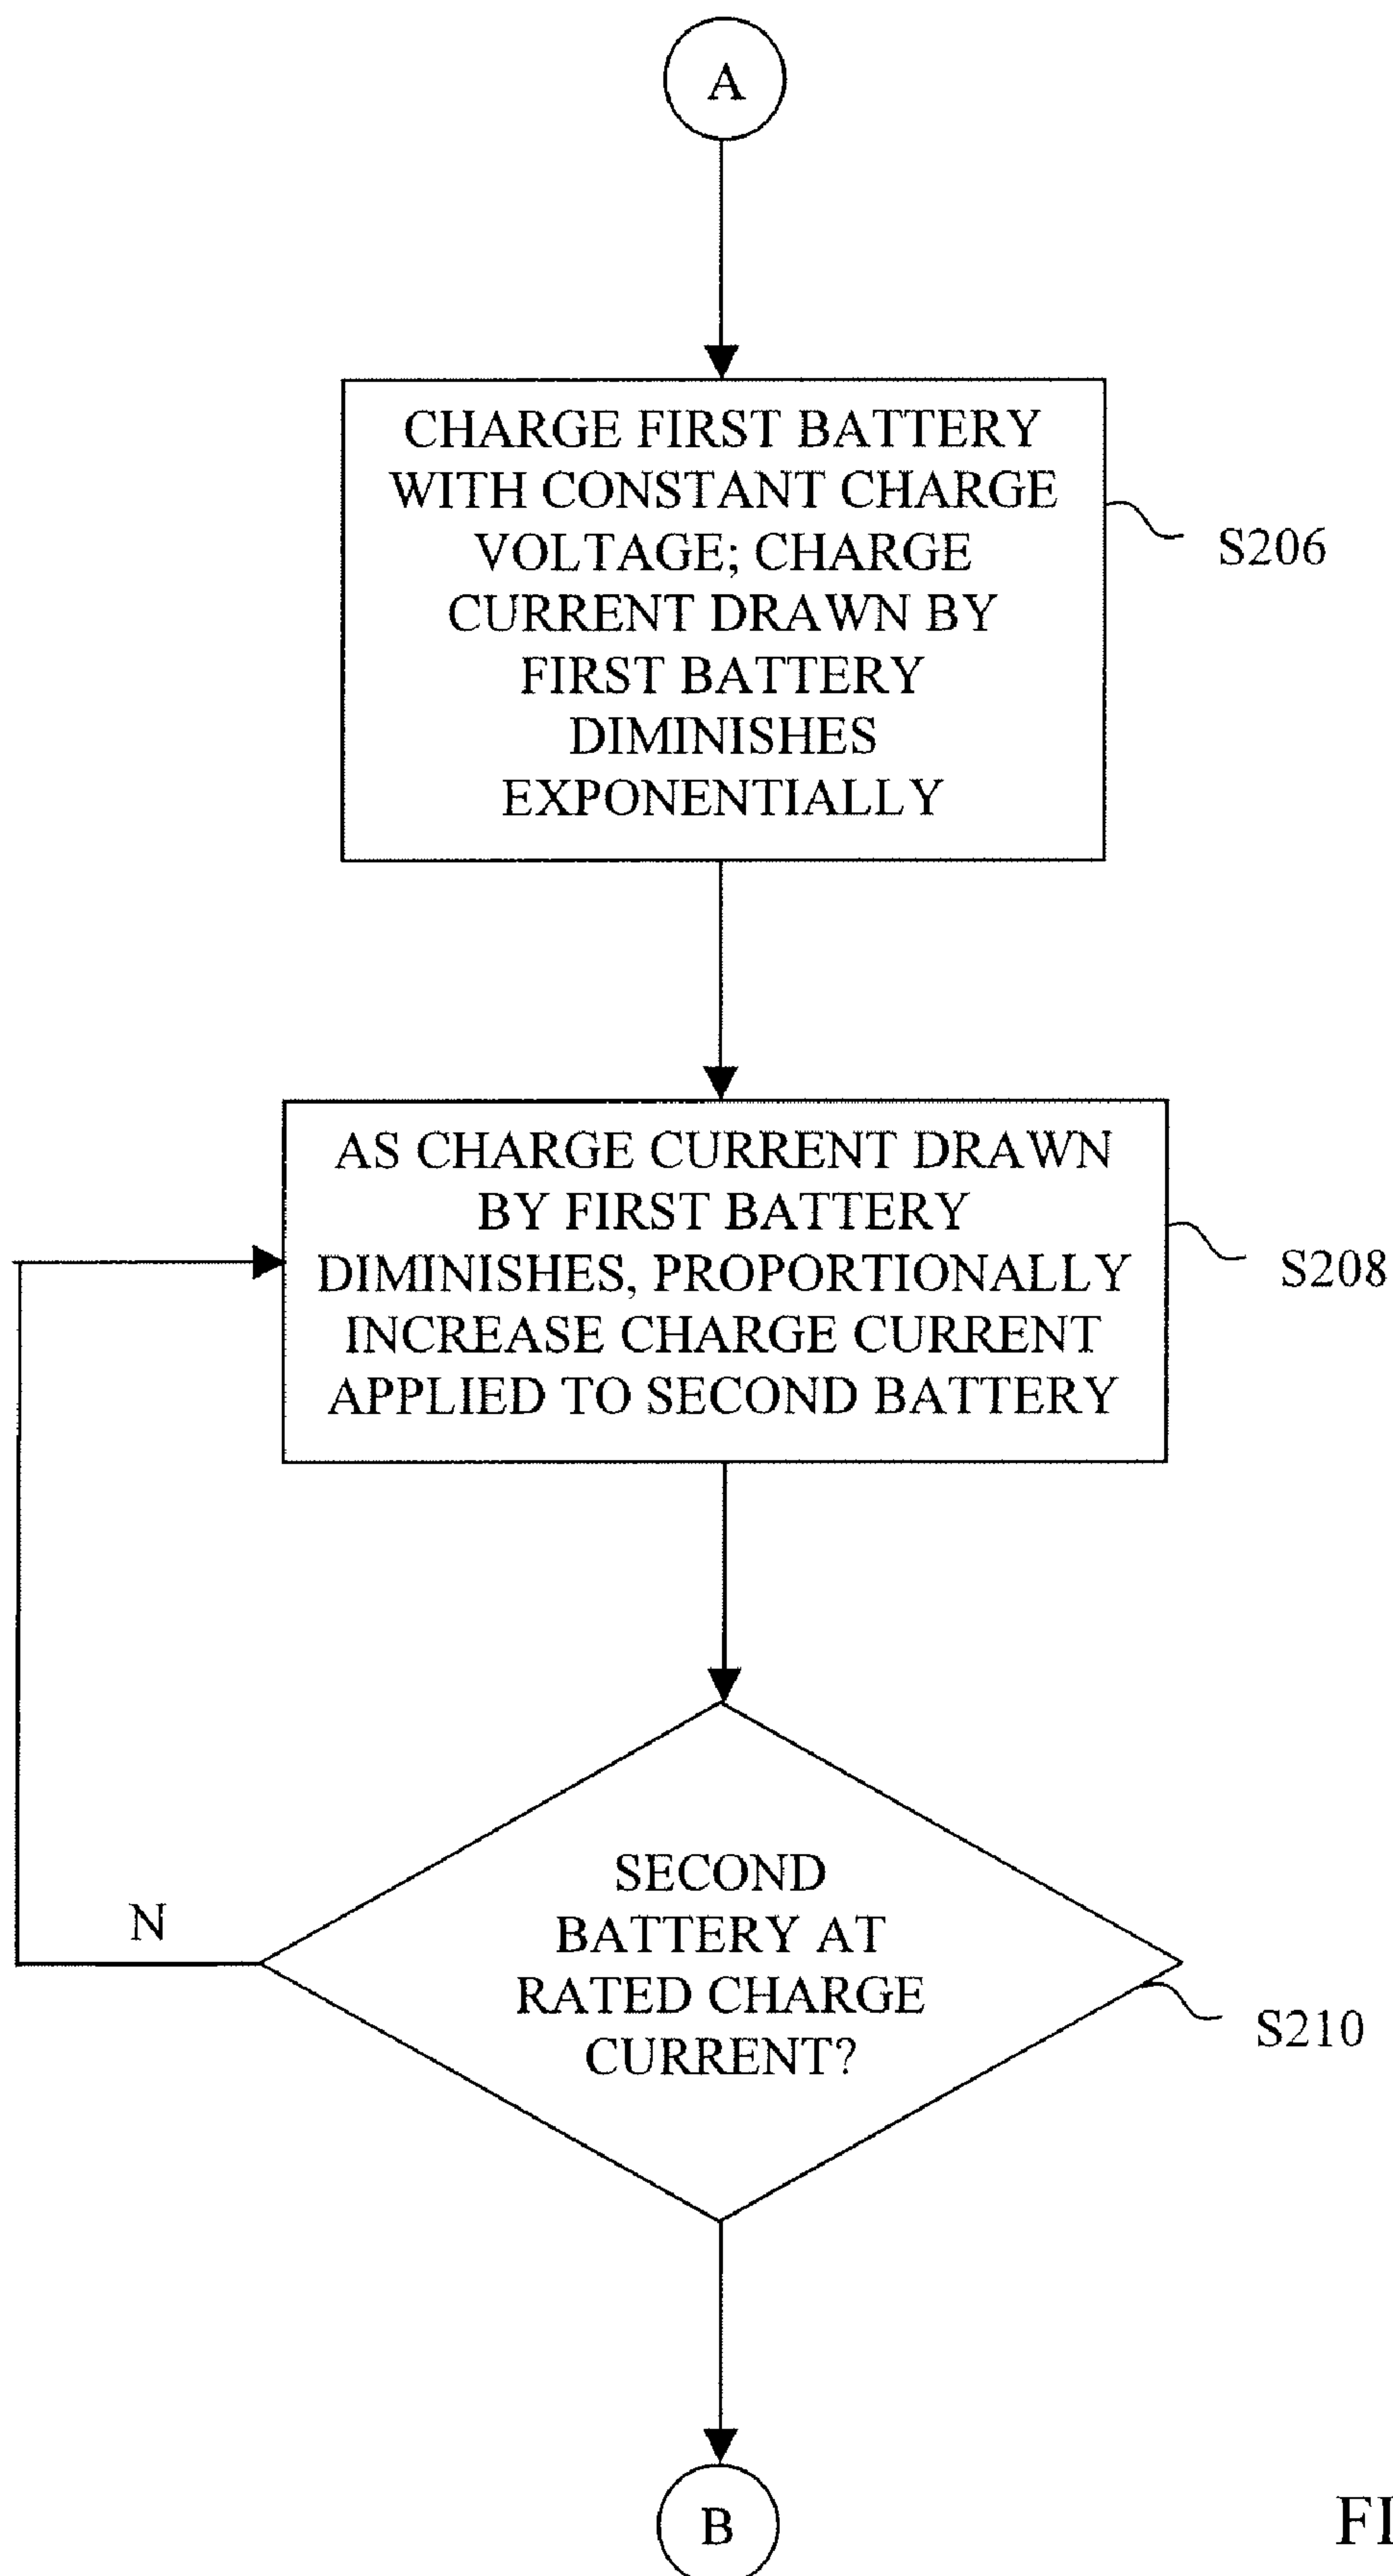 A
CHARGE FIRST BATTERY
WITH CONSTANT CHARGE
VOLTAGE; CHARGE
CURRENT DRAWN BY
FIRST BATTERY
DIMINISHES
EXPONENTIALLY
S206
AS CHARGE CURRENT DRAWN
BY FIRST BATTERY
DIMINISHES, PROPORTIONALLY
INCREASE CHARGE CURRENT
APPLIED TO SECOND BATTERY
S208
SECOND
BATTERY AT
RATED CHARGE
CURRENT?
N
S210
B
FI